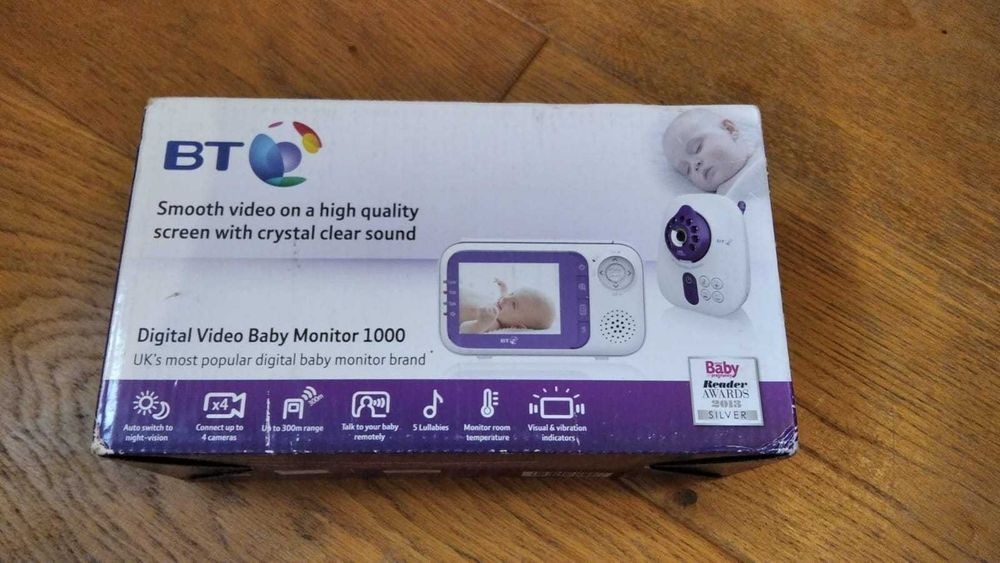 BT
Smooth video on a high quality
screen with crystal clear sound
BT
BT
Digital Video Baby Monitor 1000
UK's most popular digital baby monitor brand*
Baby
Reader
AWARDS
2013
SILVER
x4
300m
Auto switch to
night-vision
Connect up to
4 cameras
Up to 300m range
Talk to your baby
remotely
5 Lullabies
Monitor room
temperature
Visual & vibration
indicators